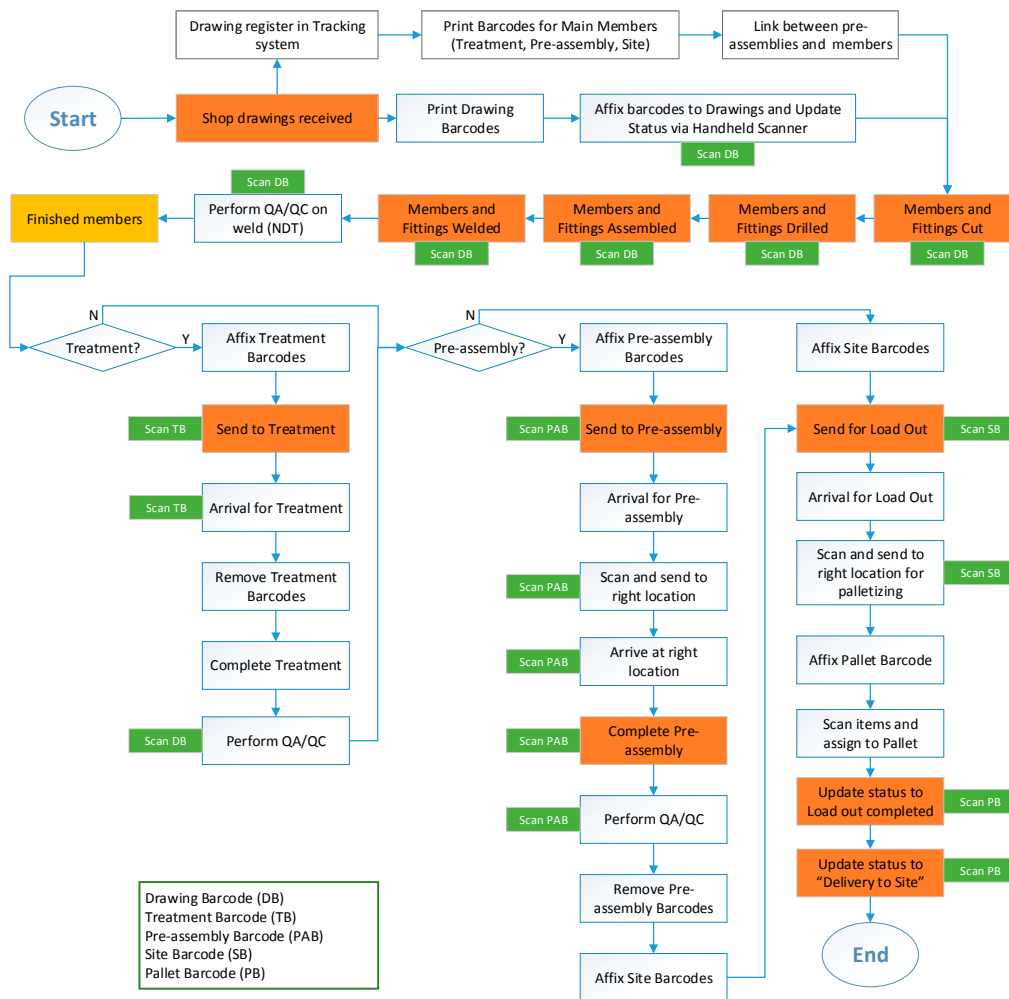 Drawing register in Tracking
system
Print Barcodes for Main Members
(Treatment, Pre-assembly, Site)
Link between pre-
assemblies and members
Start
Shop drawings received
Print Drawing
Barcodes
Affix barcodes to Drawings and Update
Status via Handheld Scanner
Scan DB
Scan DB
Finished members
Perform QA/QC on
weld (NDT)
Members and
Fittings Welded
Members and
Fittings Assembled
Members and
Fittings Drilled
Members and
Fittings Cut
Scan DB
Scan DB
Scan DB
Scan DB
N
Treatment?
Y
Affix Treatment
Barcodes
Scan TB
Send to Treatment
Scan TB
Arrival for Treatment
Remove Treatment
Barcodes
Complete Treatment
Scan DB
Perform QA/QC
N
Pre-assembly?
Y
Affix Pre-assembly
Barcodes
Scan PAB
Send to Pre-assembly
Arrival for Pre-
assembly
Scan PAB
Scan and send to
right location
Scan PAB
Arrive at right
location
Scan PAB
Complete Pre-
assembly
Scan PAB
Perform QA/QC
Remove Pre-
assembly Barcodes
Affix Site Barcodes
Affix Site Barcodes
Send for Load Out
Scan SB
Arrival for Load Out
Scan and send to
right location for
palletizing
Scan SB
Affix Pallet Barcode
Scan items and
assign to Pallet
Update status to
Load out completed
Scan PB
Update status to
“Delivery to Site”
Scan PB
End
Drawing Barcode (DB)
Treatment Barcode (TB)
Pre-assembly Barcode (PAB)
Site Barcode (SB)
Pallet Barcode (PB)